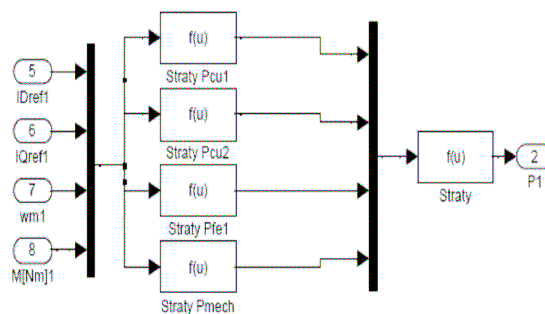 5
IDref1
6
IQref1
7
wm1
8
M[Nm]1
f(u)
Straty Pcu1
f(u)
Straty Pcu2
f(u)
Straty Pfe1
f(u)
Straty Pmech
f(u)
Straty
2
P1